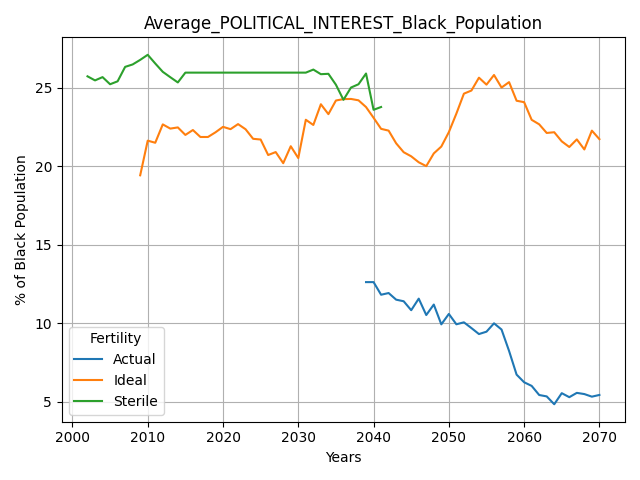 Average_POLITICAL_INTEREST_Black_Population
% of Black Population
25
20
15
10
5
Fertility
Actual
Ideal
Sterile
2000 2010 2020 2030 2040 2050 2060 2070
Years